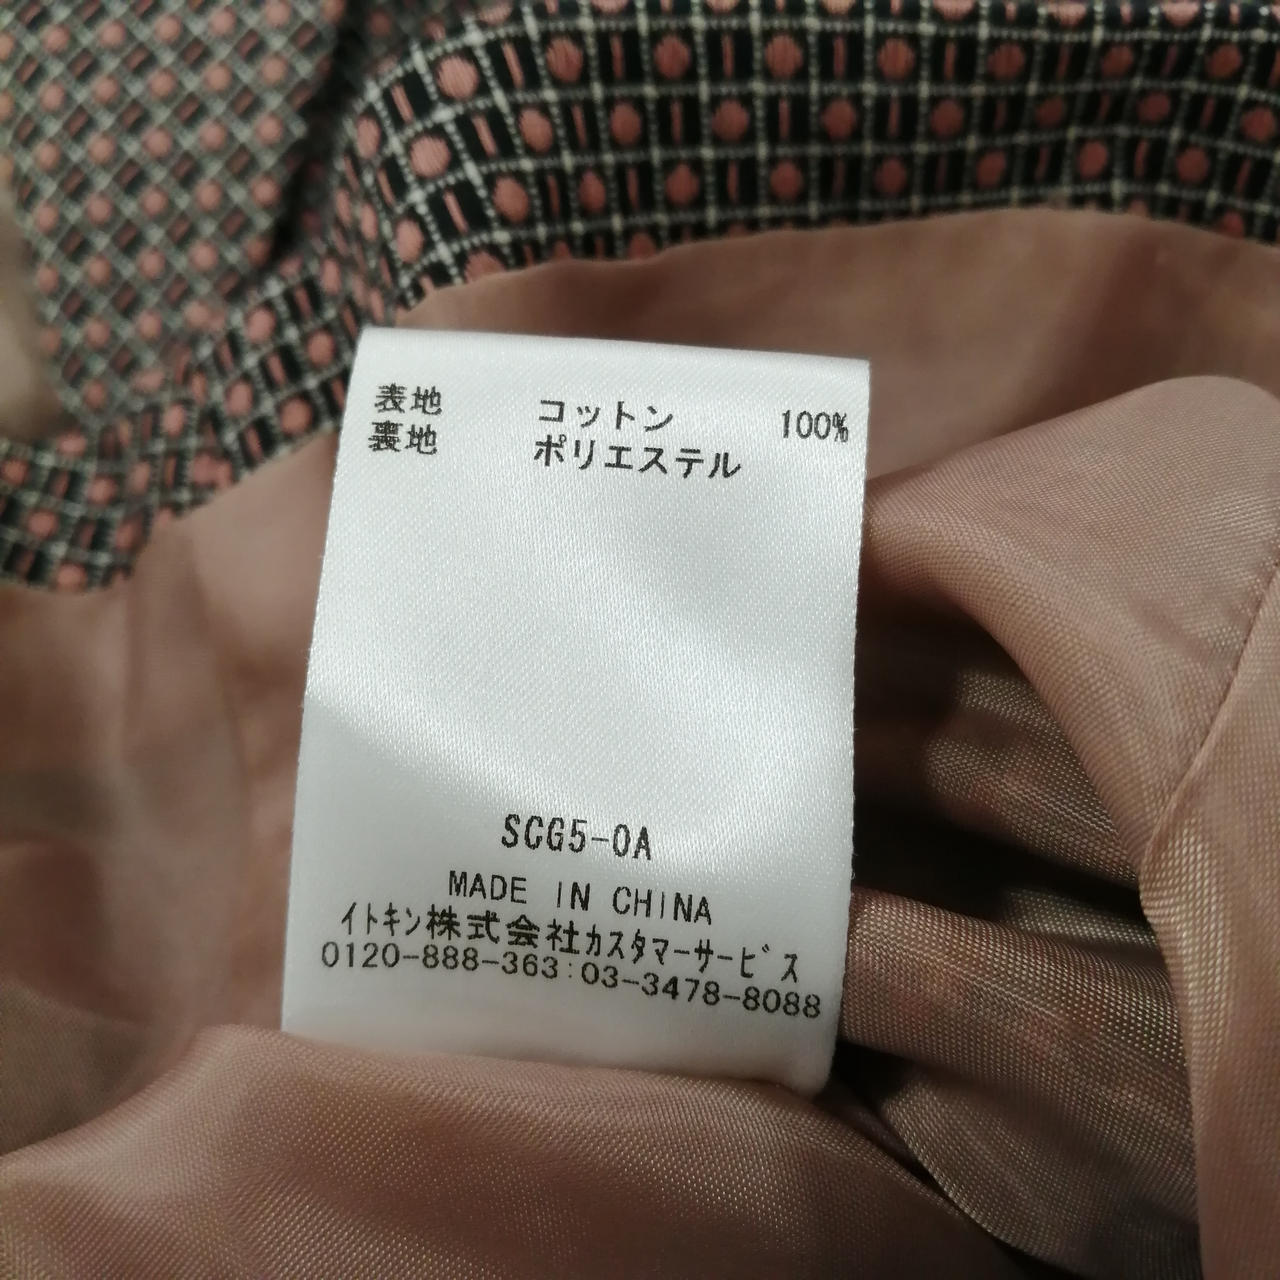 表地 コットン 100%
裏地 ポリエステル
SCG5-0A
MADE IN CHINA
イトキン株式会社カスタマーサービス
0120-888-363:03-3478-8088